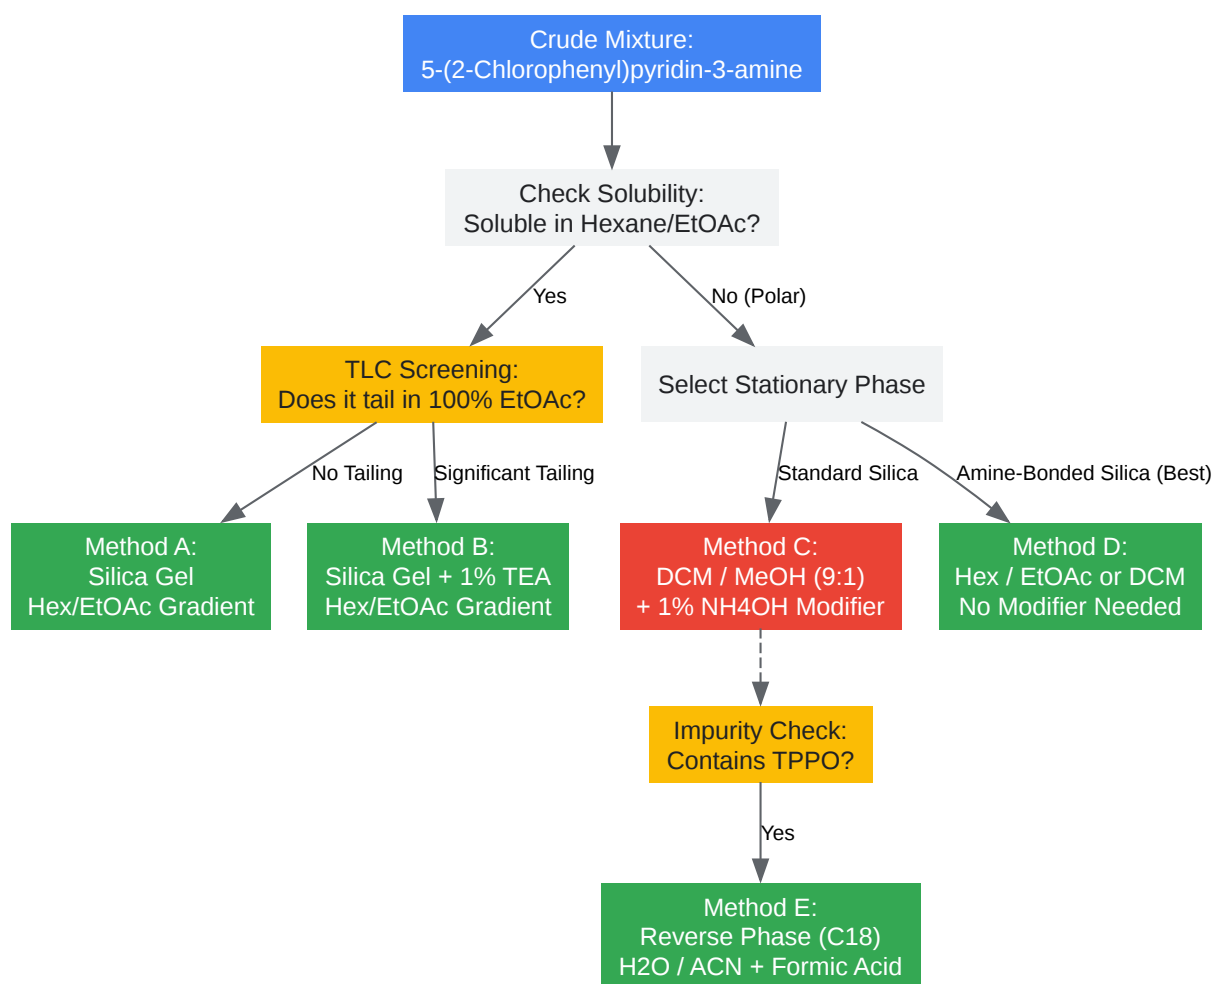 Crude Mixture:
5-(2-Chlorophenyl)pyridin-3-amine
Check Solubility:
Soluble in Hexane/EtOAc?
Yes
No (Polar)
TLC Screening:
Does it tail in 100% EtOAc?
Select Stationary Phase
No Tailing
Significant Tailing
Standard Silica
Amine-Bonded Silica (Best)
Method A:
Silica Gel
Hex/EtOAc Gradient
Method B:
Silica Gel + 1% TEA
Hex/EtOAc Gradient
Method C:
DCM / MeOH (9:1)
+ 1% NH4OH Modifier
Method D:
Hex / EtOAc or DCM
No Modifier Needed
Impurity Check:
Contains TPPO?
Yes
Method E:
Reverse Phase (C18)
H2O / ACN + Formic Acid